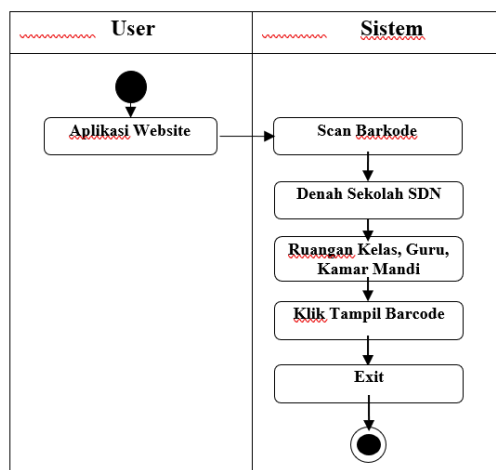 User
Sistem
Aplikasi Website
Scan Barkode
Denah Sekolah SDN
Ruangan Kelas, Guru,
Kamar Mandi
Klik Tampil Barcode
Exit